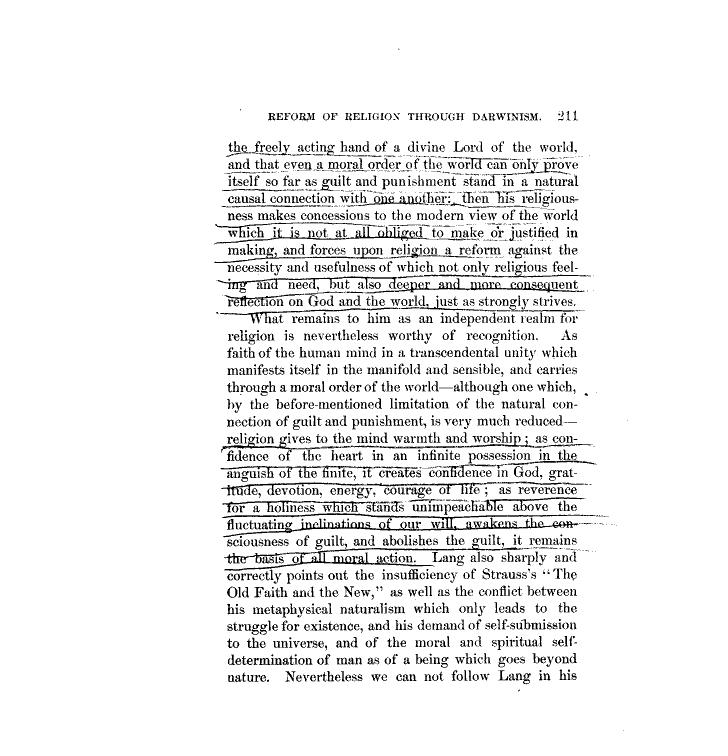 REFORM OF RELIGION THROUGH DARWINISM. 211
the freely acting hand of a divine Lord of the world,
and that even a moral order of the world can only prove
itself so far as guilt and punishment stand in a natural
causal connection with one another: then his religious-
ness makes concessions to the modern view of the world
which it is not at all obliged to make or justified in
making, and forces upon religion a reform against the
necessity and usefulness of which not only religious feel-
ing and need, but also deeper and more consequent
reflection on God and the world, just as strongly strives.
What remains to him as an independent realm for
religion is nevertheless worthy of recognition. As
faith of the human mind in a transcendental unity which
manifests itself in the manifold and sensible, and carries
through a moral order of the world—although one which,
by the before-mentioned limitation of the natural con-
nection of guilt and punishment, is very much reduced—
religion gives to the mind warmth and worship; as con-
fidence of the heart in an infinite possession in the
anguish of the finite, it creates confidence in God, grat-
itude, devotion, energy, courage of life; as reverence
for a holiness which stands unimpeachable above the
fluctuating inclinations of our will, awakens the con-
sciousness of guilt, and abolishes the guilt, it remains
the basis of all moral action. Lang also sharply and
correctly points out the insufficiency of Strauss's "The
Old Faith and the New," as well as the conflict between
his metaphysical naturalism which only leads to the
struggle for existence, and his demand of self-submission
to the universe, and of the moral and spiritual self-
determination of man as of a being which goes beyond
nature. Nevertheless we can not follow Lang in his